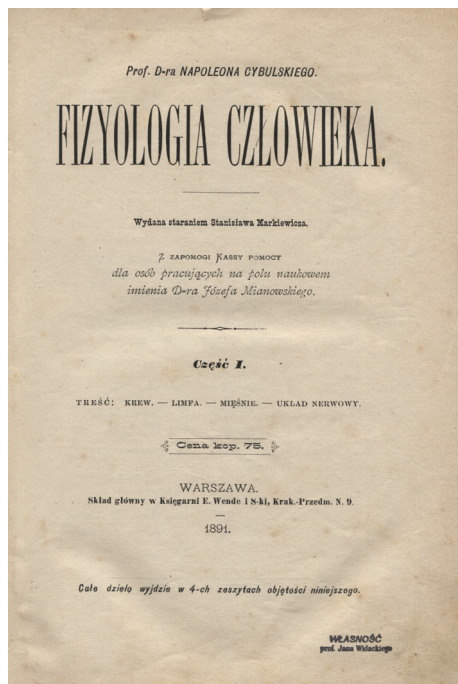 Prof. D-ra NAPOLEONA CYBULSKIEGO.
FIZYOLOGIA CZŁOWIEKA.
Wydana staraniem Stanisława Markiewicza.
Z ZAPOMOGI KASSY POMOCY
dla osób pracujących na polu naukowem
imienia D-ra Józefa Mianowskiego.
Część I.
TREŚĆ: KREW. — LIMFA. — MIĘŚNIE. — UKŁAD NERWOWY.
Cena kop. 75.
WARSZAWA.
Skład główny w Księgarni E. Wende i S-ki, Krak.-Przedm. N. 9.
1891.
Całe dzieło wyjdzie w 4-ch zeszytach objętości niniejszego.
WŁASNOŚĆ
prof. Jana Widackiego